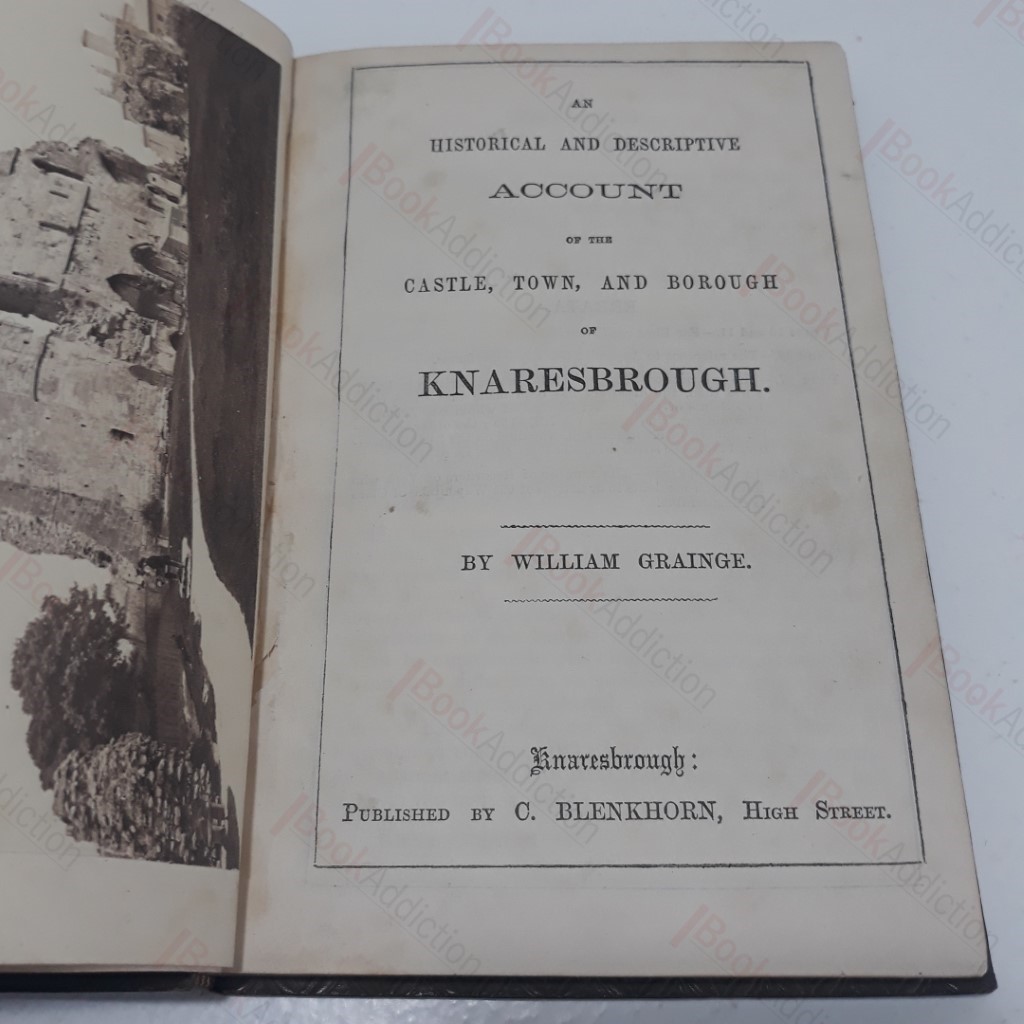 AN
HISTORICAL AND DESCRIPTIVE
ACCOUNT
OF THE
CASTLE, TOWN, AND BOROUGH
OF
KNARESBROUGH.
BY WILLIAM GRAINGE.
Knaresbrough:
PUBLISHED BY C. BLENKHORN, HIGH STREET.
BookAddiction